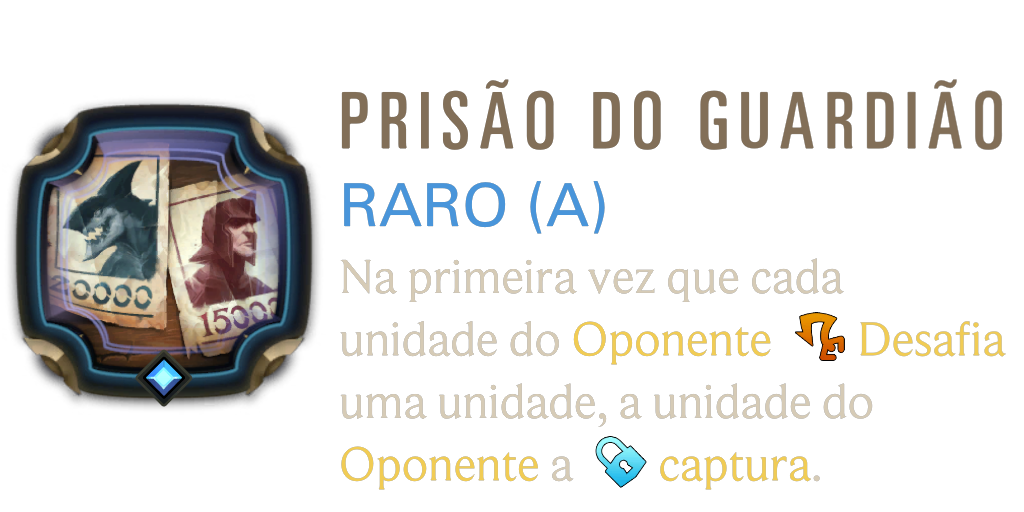 PRISÃO DO GUARDIÃO
RARO (A)
Na primeira vez que cada
unidade do Oponente Desafia
uma unidade, a unidade do
Oponente a captura.
20000
15000